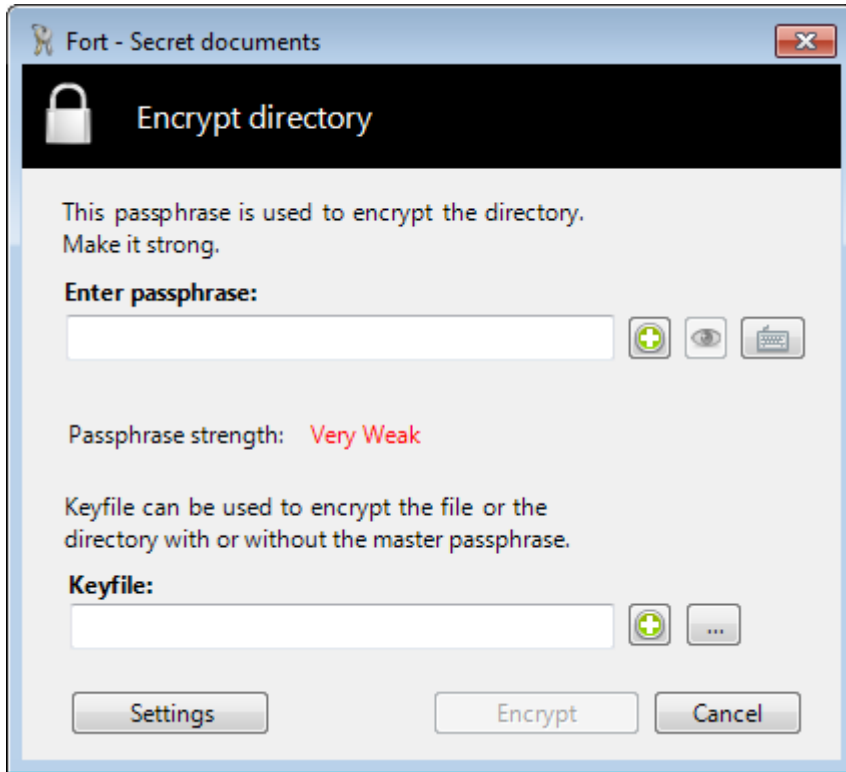 Fort - Secret documents
Encrypt directory
This passphrase is used to encrypt the directory.
Make it strong.
Enter passphrase:
Passphrase strength: Very Weak
Keyfile can be used to encrypt the file or the
directory with or without the master passphrase.
Keyfile:
...
Settings Encrypt Cancel